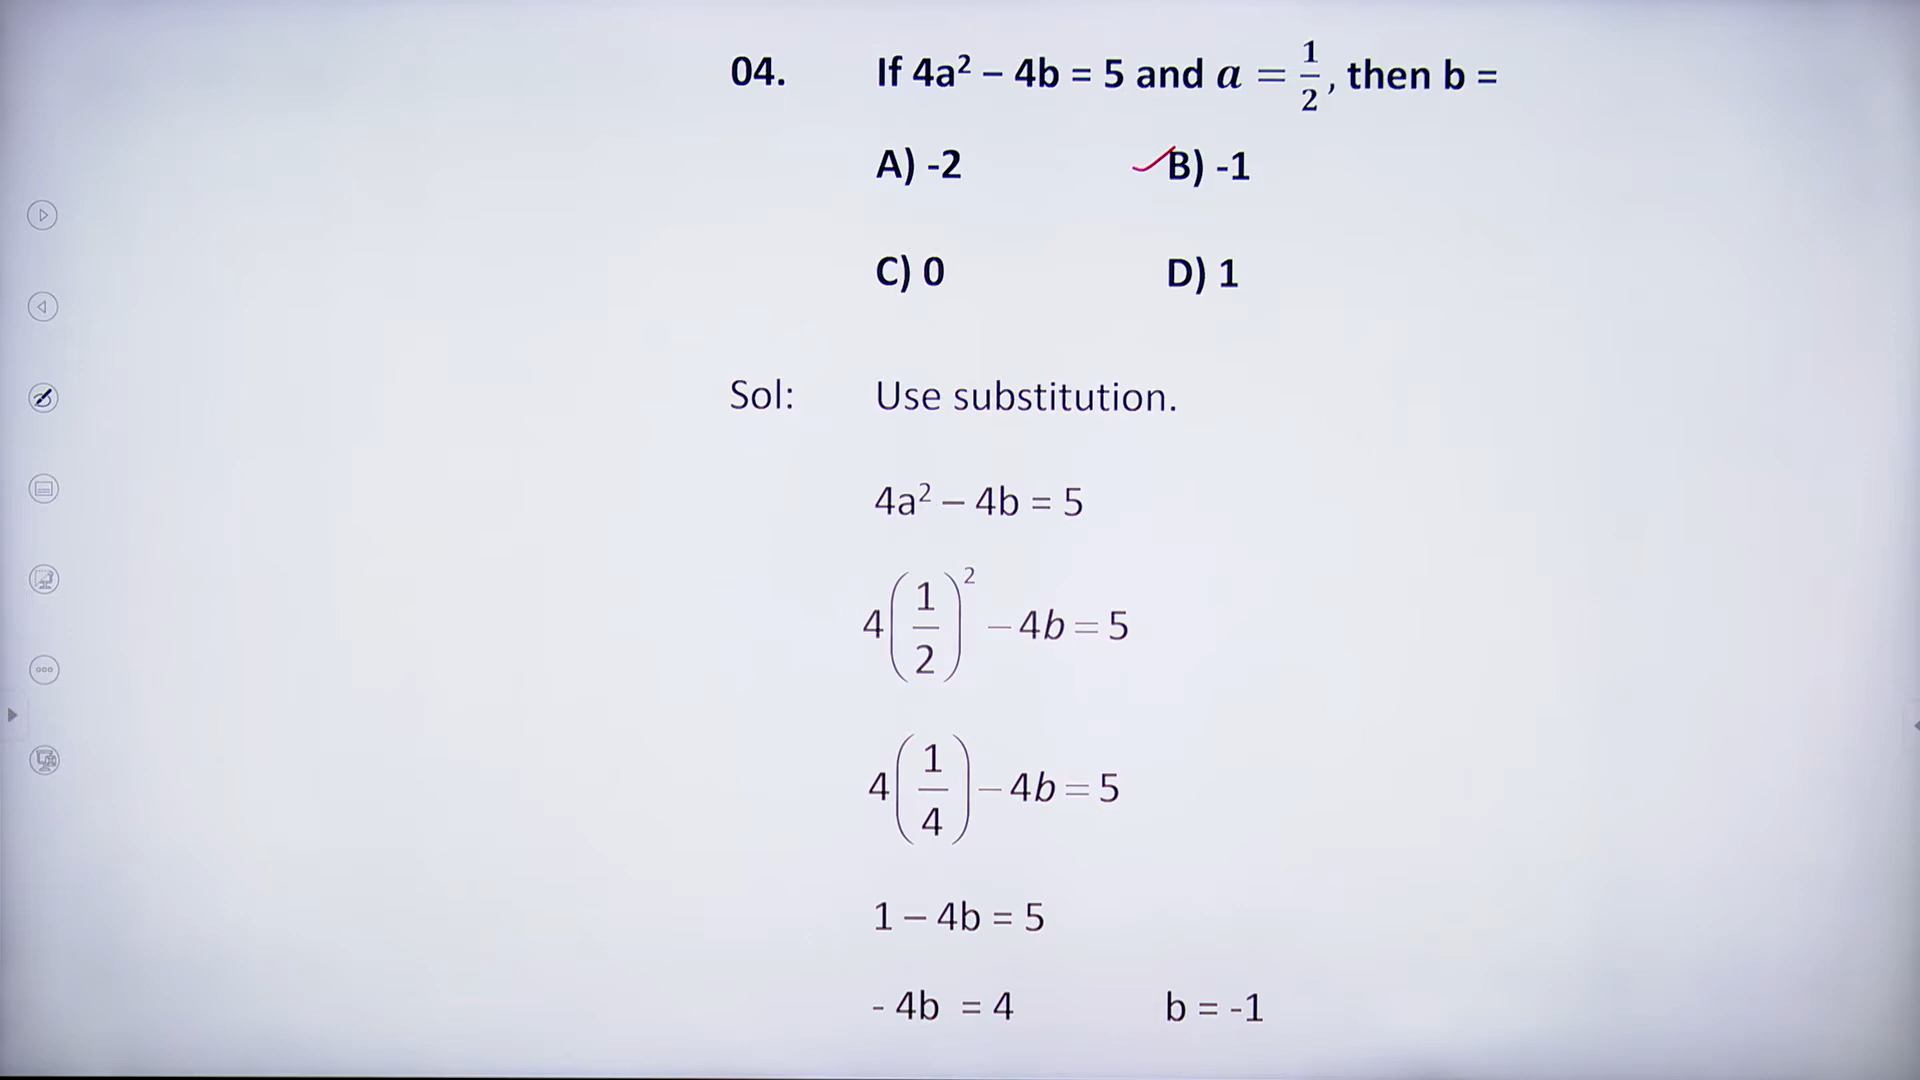 04. If 4a² – 4b = 5 and a = 1/2, then b =
A) -2 B) -1
C) 0 D) 1
Sol: Use substitution.
4a² – 4b = 5
4(1/2)² – 4b = 5
4(1/4) – 4b = 5
1 – 4b = 5
- 4b = 4 b = -1